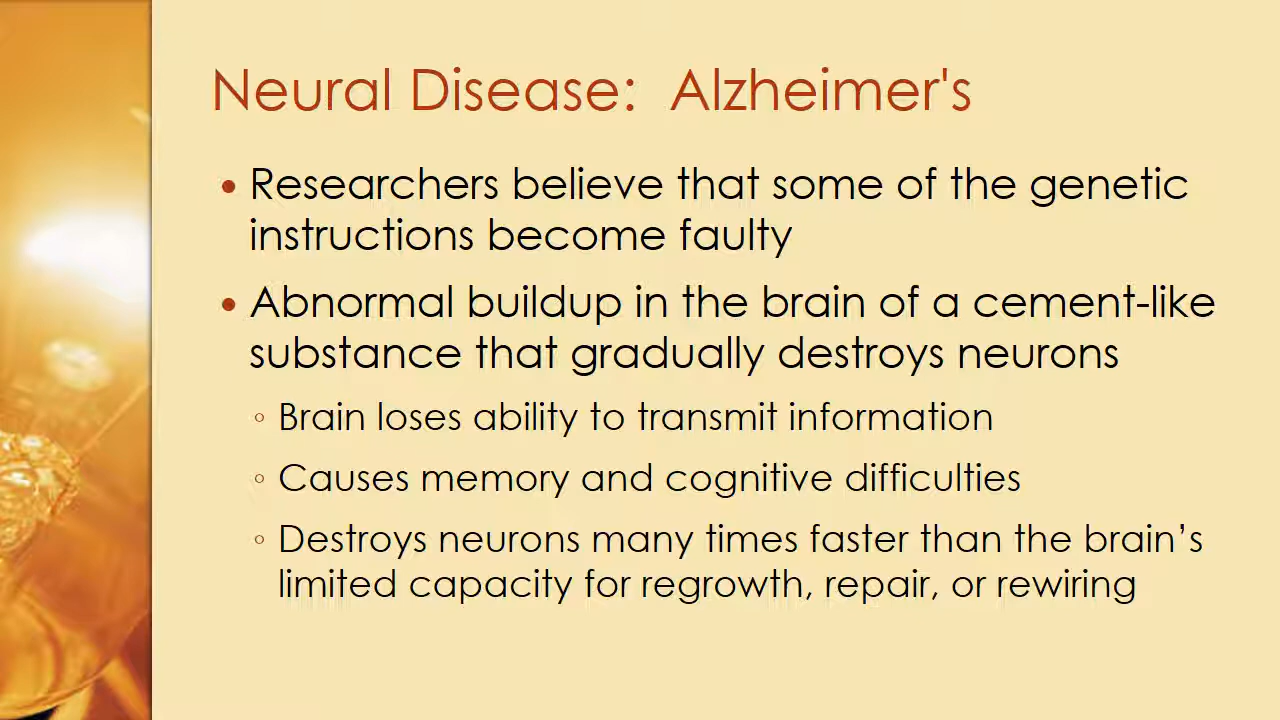 Neural Disease:  Alzheimer's
• Researchers believe that some of the genetic
instructions become faulty
• Abnormal buildup in the brain of a cement-like
substance that gradually destroys neurons
◦ Brain loses ability to transmit information
◦ Causes memory and cognitive difficulties
◦ Destroys neurons many times faster than the brain’s
limited capacity for regrowth, repair, or rewiring